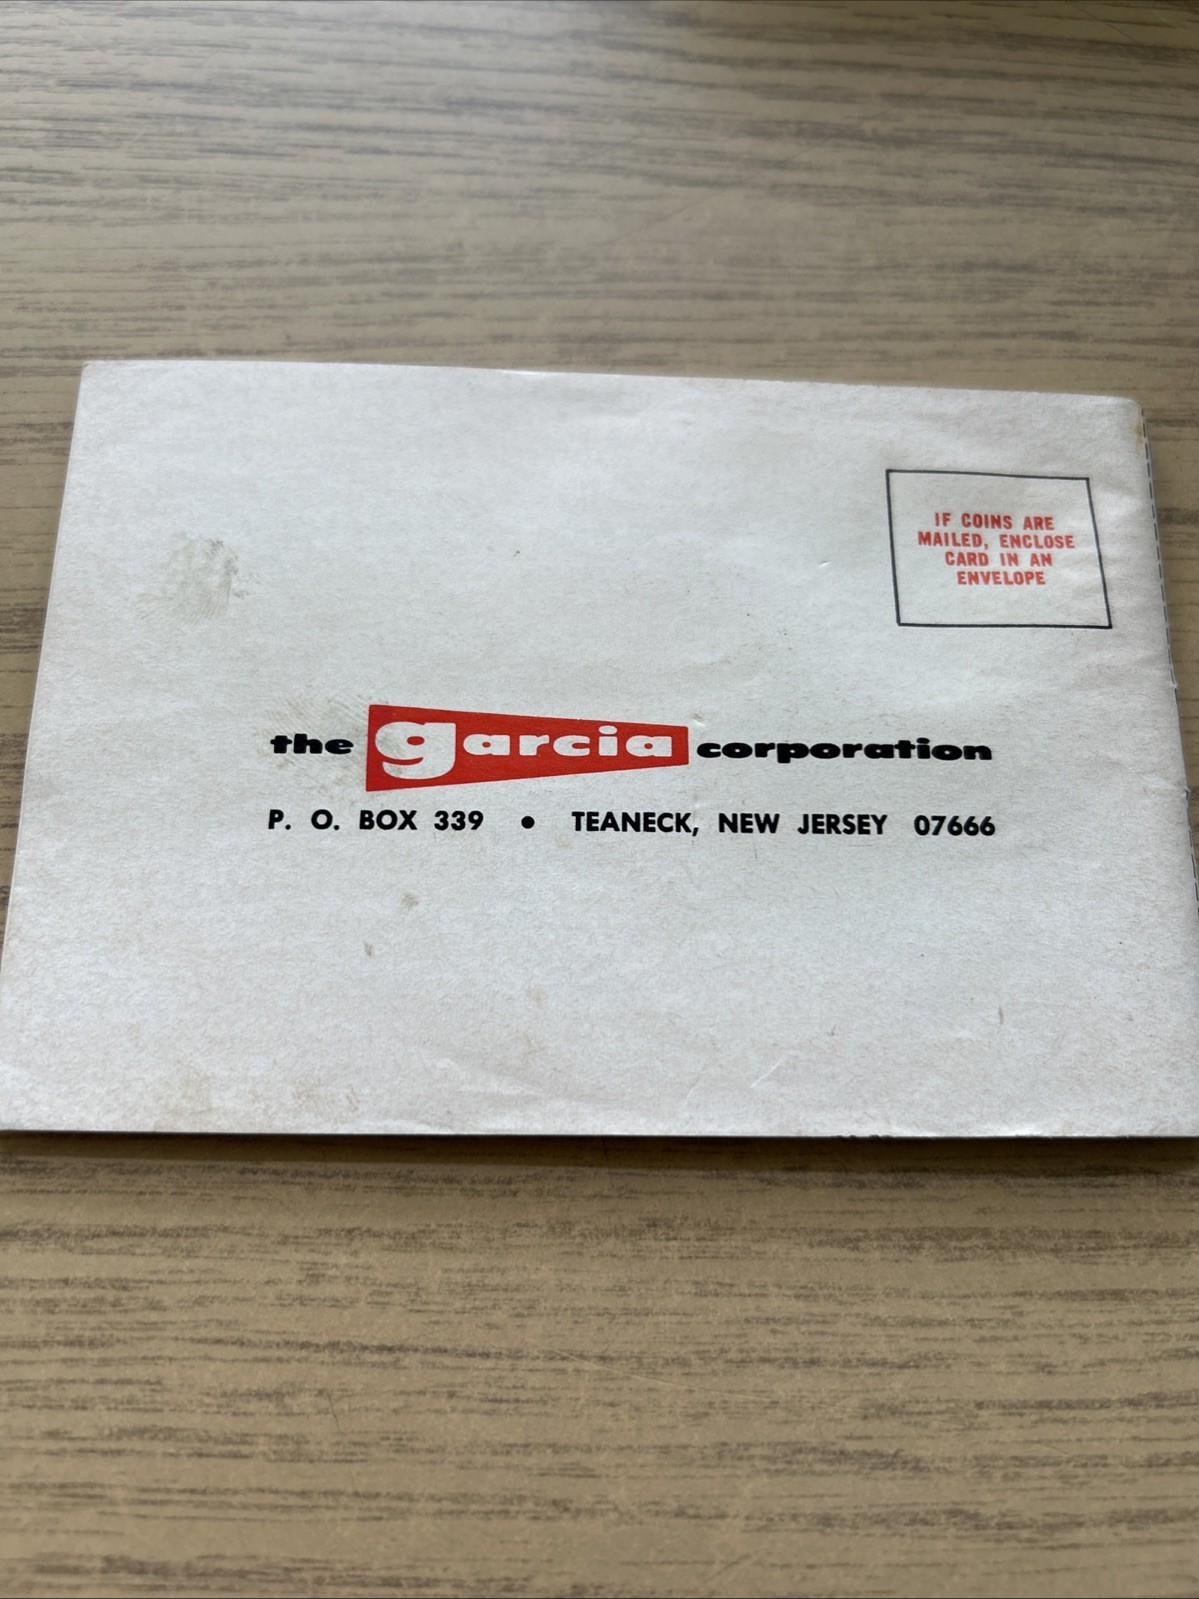 IF COINS ARE
MAILED, ENCLOSE
CARD IN AN
ENVELOPE
the garcia corporation
P. O. BOX 339 • TEANECK, NEW JERSEY 07666